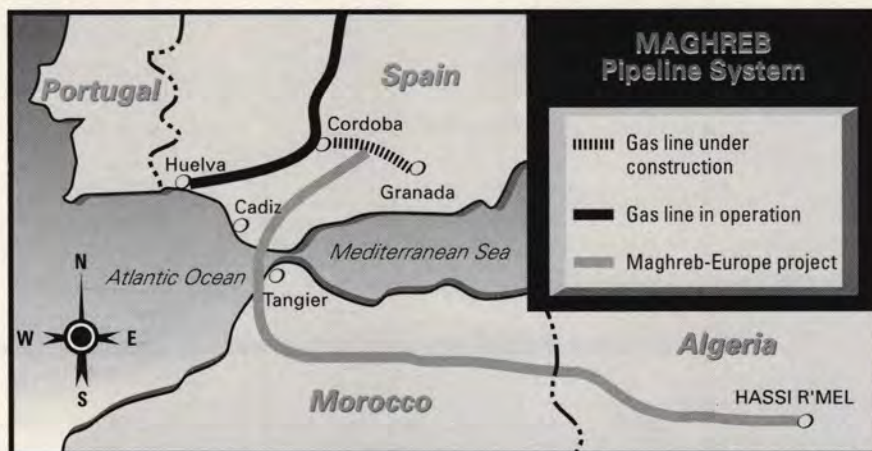 MAGHREB
Pipeline System
Gas line under
construction
Gas line in operation
Maghreb-Europe project
Portugal
Spain
Cordoba
Huelva
Granada
Cadiz
Mediterranean Sea
Atlantic Ocean
Tangier
N
W
E
S
Algeria
Morocco
HASSI R'MEL